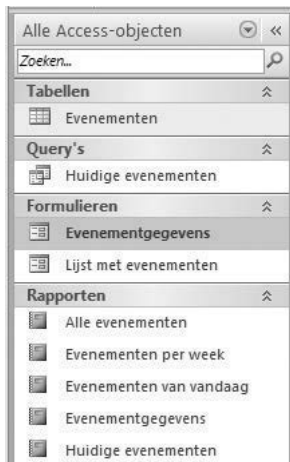 Alle Access-objecten
Zoeken...
Tabellen
Evenementen
Query's
Huidige evenementen
Formulieren
Evenementgegevens
Lijst met evenementen
Rapporten
Alle evenementen
Evenementen per week
Evenementen van vandaag
Evenementgegevens
Huidige evenementen